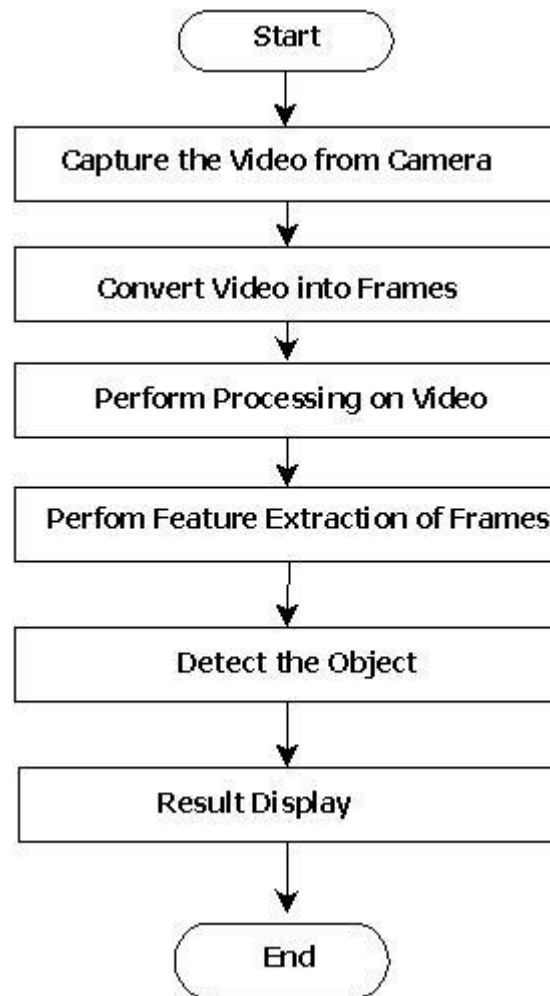 Start
Capture the Video from Camera
Convert Video into Frames
Perform Processing on Video
Perfom Feature Extraction of Frames
Detect the Object
Result Display
End